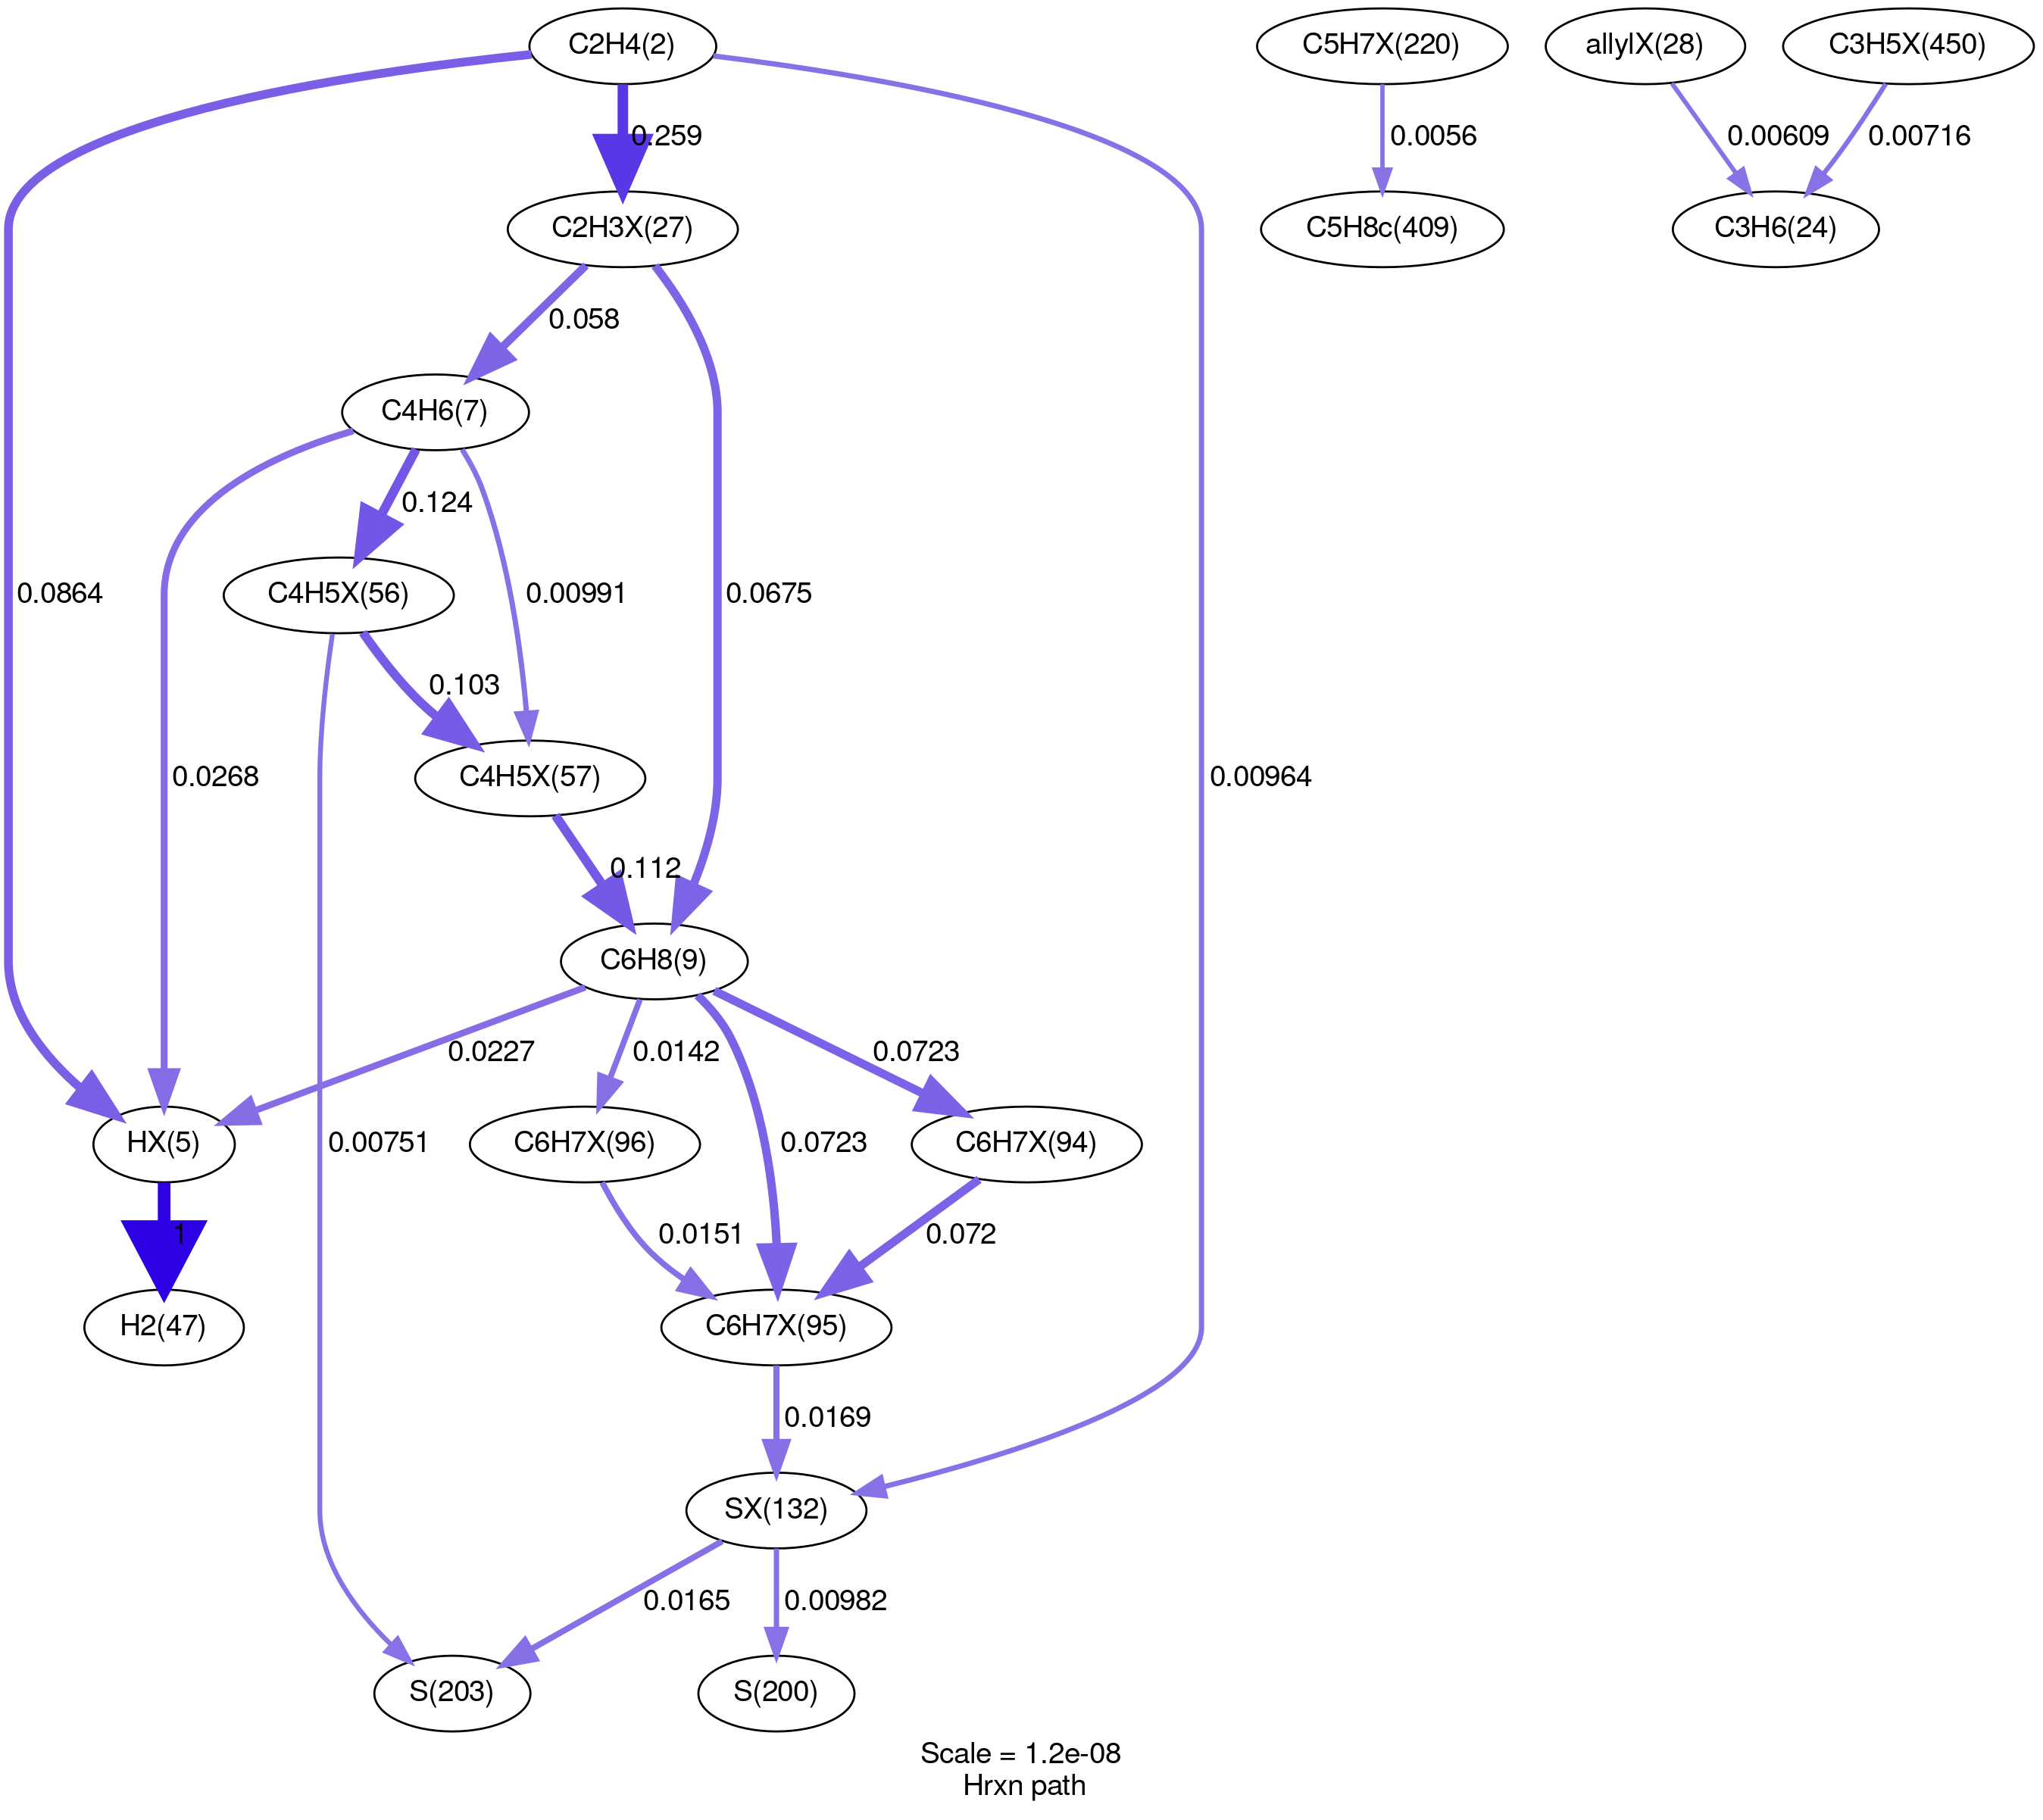 C2H4(2)
C5H7X(220)
allylX(28)
C3H5X(450)
0.259
0.0056
0.00609
0.00716
C2H3X(27)
C5H8c(409)
C3H6(24)
0.058
C4H6(7)
0.124
0.0864
C4H5X(56)
0.00991
0.0675
0.103
0.0268
C4H5X(57)
0.00964
0.112
C6H8(9)
0.0227
0.0142
0.0723
HX(5)
0.00751
C6H7X(96)
0.0723
C6H7X(94)
1
0.0151
0.072
H2(47)
C6H7X(95)
0.0169
SX(132)
0.0165
0.00982
S(203)
S(200)
Scale = 1.2e-08
Hrxn path